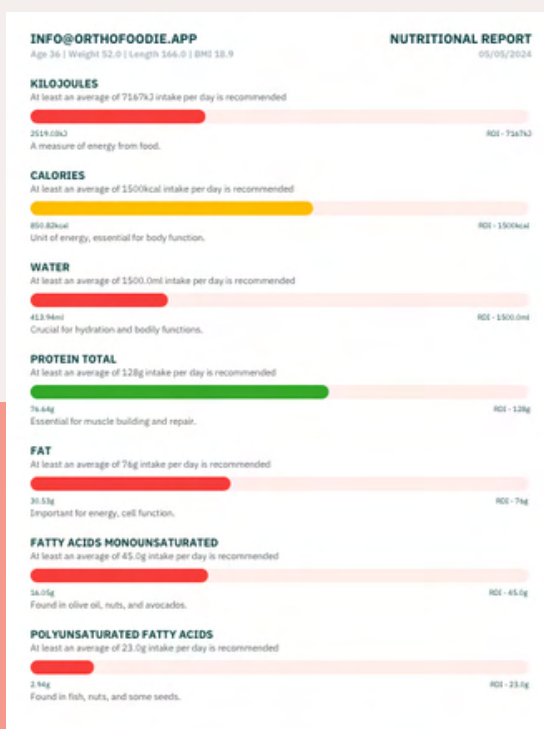 INFO@ORTHOFOODIE.APP
NUTRITIONAL REPORT
Age 36 | Weight 52.0 | Length 166.0 | BMI 18.9
05/05/2024
KILOJOULES
At least an average of 7167kJ intake per day is recommended
2519.03kJ
RDI - 7167kJ
A measure of energy from food.
CALORIES
At least an average of 1500kcal intake per day is recommended
850.82kcal
RDI - 1500kcal
Unit of energy, essential for body function.
WATER
At least an average of 1500.0ml intake per day is recommended
413.94ml
RDI - 1500.0ml
Crucial for hydration and bodily functions.
PROTEIN TOTAL
At least an average of 128g intake per day is recommended
76.64g
RDI - 128g
Essential for muscle building and repair.
FAT
At least an average of 76g intake per day is recommended
30.53g
RDI - 76g
Important for energy, cell function.
FATTY ACIDS MONOUNSATURATED
At least an average of 45.0g intake per day is recommended
16.05g
RDI - 45.0g
Found in olive oil, nuts, and avocados.
POLYUNSATURATED FATTY ACIDS
At least an average of 23.0g intake per day is recommended
2.94g
RDI - 23.0g
Found in fish, nuts, and some seeds.